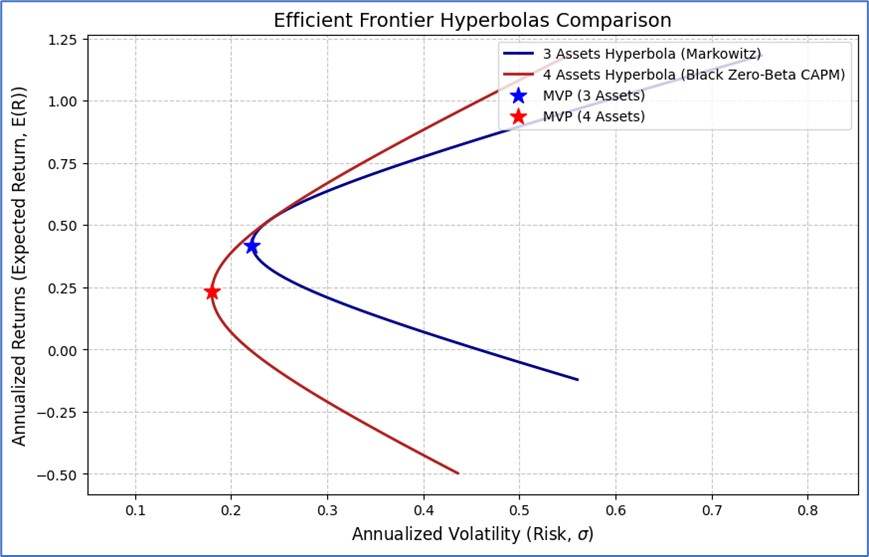 Efficient Frontier Hyperbolas Comparison
3 Assets Hyperbola (Markowitz)
4 Assets Hyperbola (Black Zero-Beta CAPM)
MVP (3 Assets)
MVP (4 Assets)
Annualized Returns (Expected Return, E(R))
1.25
1.00
0.75
0.50
0.25
0.00
−0.25
−0.50
0.1 0.2 0.3 0.4 0.5 0.6 0.7 0.8
Annualized Volatility (Risk, σ)